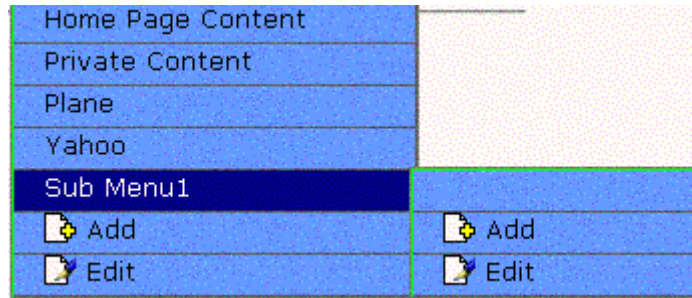 Home Page Content
Private Content
Plane
Yahoo
Sub Menu1
Add
Edit
Add
Edit